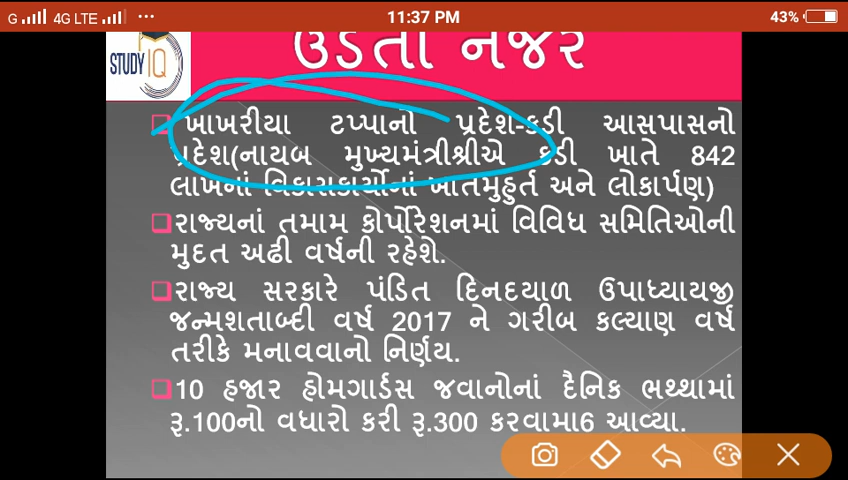 G 4G LTE ... 11:37 PM 43%
STUDY IQ
ઉડતી નજર
ખાખરીયા ટપ્પાનો પ્રદેશ-કડી આસપાસનો
પ્રદેશ(નાયબ મુખ્યમંત્રીશ્રીએ કડી ખાતે 842
લાખનાં વિકાસકાર્યોનાં ખાતમુહુર્ત અને લોકાર્પણ)
રાજ્યનાં તમામ કોર્પોરેશનમાં વિવિધ સમિતિઓની
મુદત અઢી વર્ષની રહેશે.
રાજ્ય સરકારે પંડિત દિનદયાળ ઉપાધ્યાયજી
જન્મશતાબ્દી વર્ષ 2017 ને ગરીબ કલ્યાણ વર્ષ
તરીકે મનાવવાનો નિર્ણય.
10 હજાર હોમગાર્ડસ જવાનોનાં દૈનિક ભથ્થામાં
રૂ.100નો વધારો કરી રૂ.300 કરવામા6 આવ્યા.